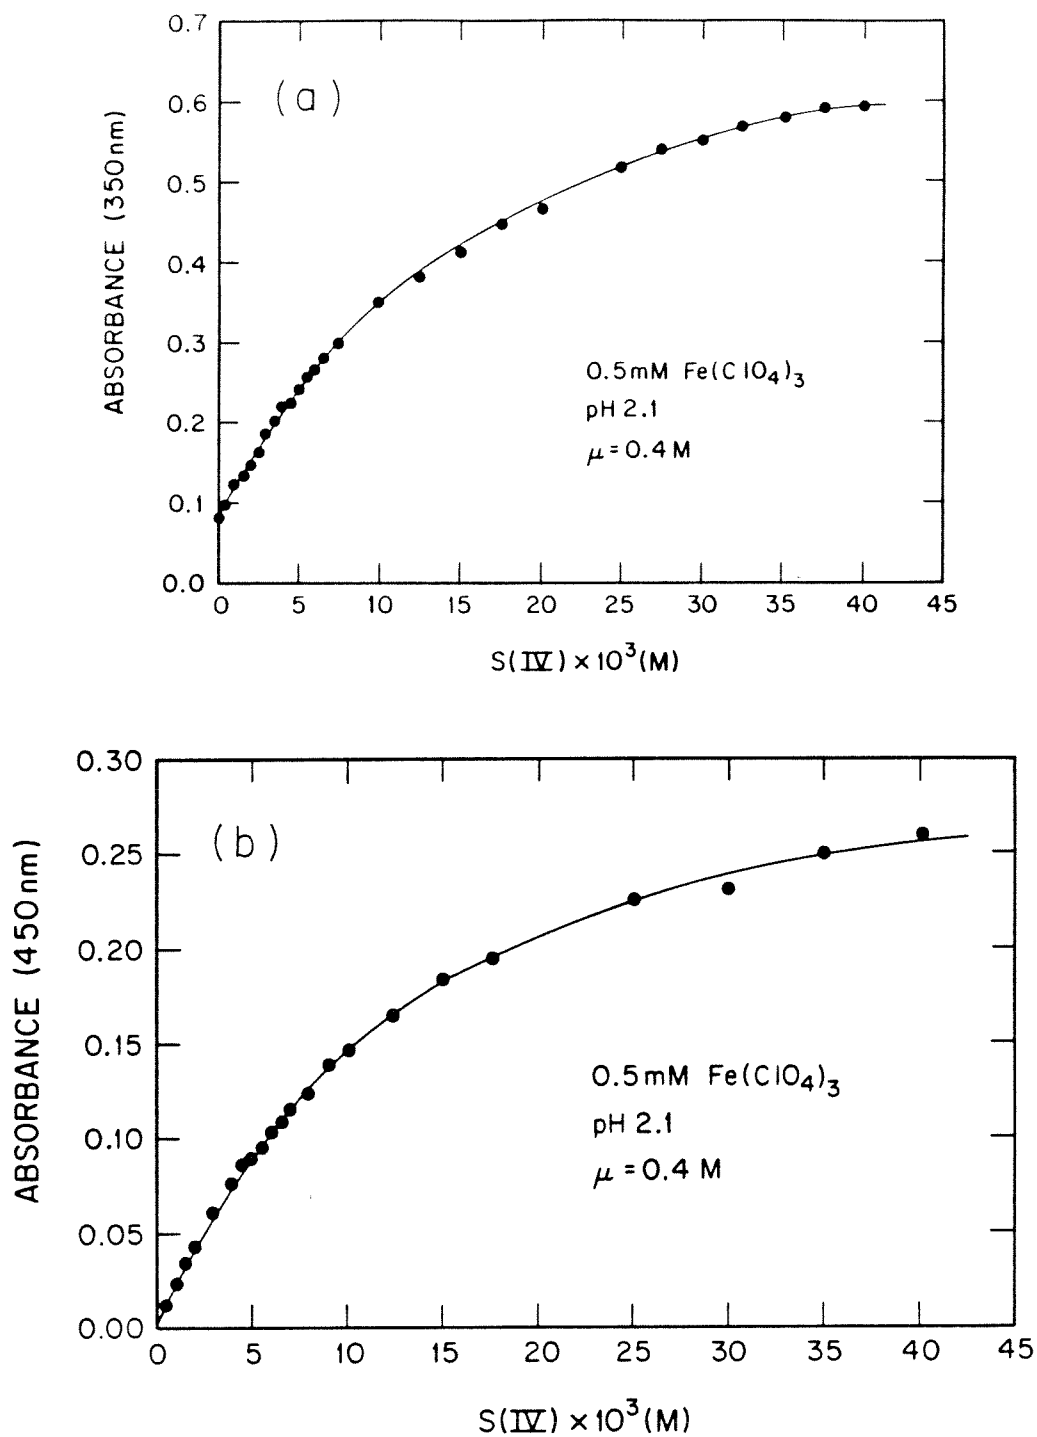 0.7
(a)
0.6
0.5
0.4
0.3
0.2
0.1
0.0
ABSORBANCE (350nm)
0.5mM Fe(ClO₄)₃
pH 2.1
μ=0.4 M
0 5 10 15 20 25 30 35 40 45
S(IV)×10³(M)
0.30
(b)
0.25
0.20
0.15
0.10
0.05
0.00
ABSORBANCE (450nm)
0.5mM Fe(ClO₄)₃
pH 2.1
μ=0.4 M
0 5 10 15 20 25 30 35 40 45
S(IV)×10³(M)